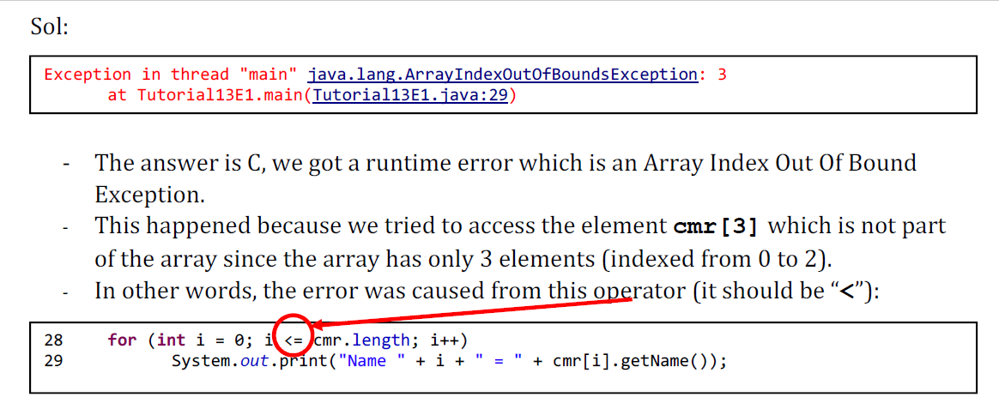 Sol:
Exception in thread "main" java.lang.ArrayIndexOutOfBoundsException: 3
at Tutorial13E1.main(Tutorial13E1.java:29)
- The answer is C, we got a runtime error which is an Array Index Out Of Bound
Exception.
- This happened because we tried to access the element cmr[3] which is not part
of the array since the array has only 3 elements (indexed from 0 to 2).
- In other words, the error was caused from this operator (it should be “<”):
28 for (int i = 0; i <= cmr.length; i++)
29 System.out.print("Name " + i + " = " + cmr[i].getName());